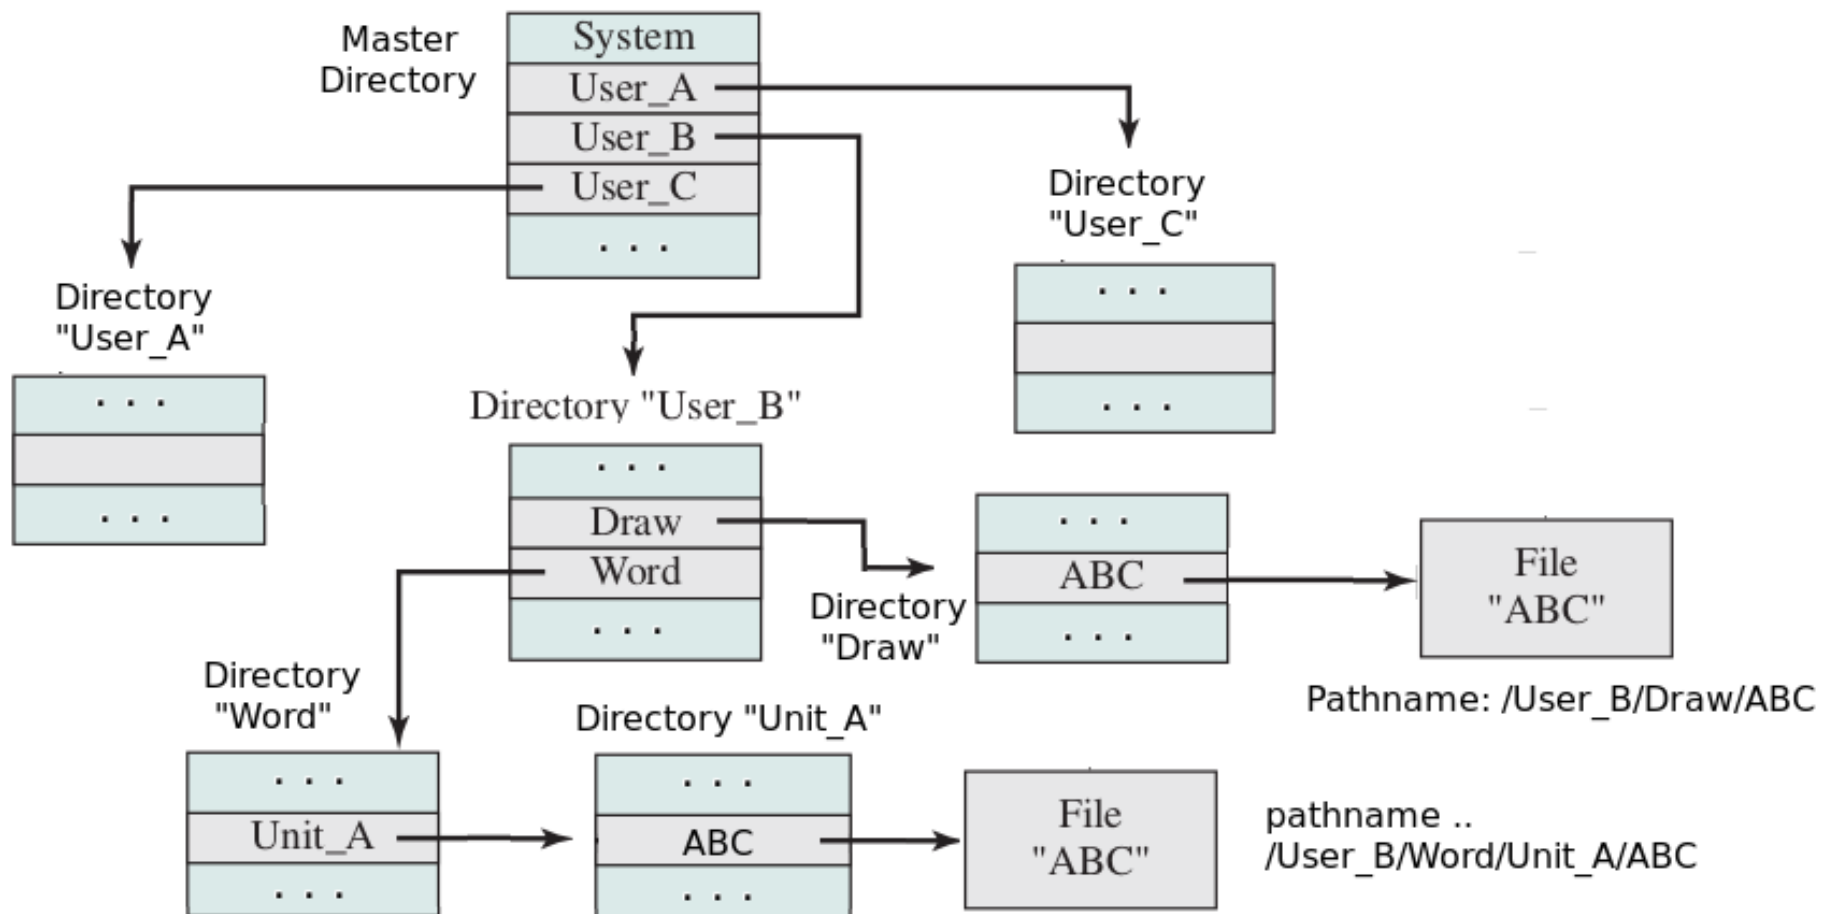 Master
Directory
System
User_A
User_B
User_C
. . .
Directory
"User_C"
. . .
. . .
Directory
"User_A"
. . .
. . .
Directory "User_B"
. . .
Draw
Word
. . .
Directory
"Draw"
. . .
ABC
. . .
File
"ABC"
Pathname: /User_B/Draw/ABC
Directory
"Word"
. . .
Unit_A
. . .
Directory "Unit_A"
. . .
ABC
. . .
File
"ABC"
pathname ..
/User_B/Word/Unit_A/ABC